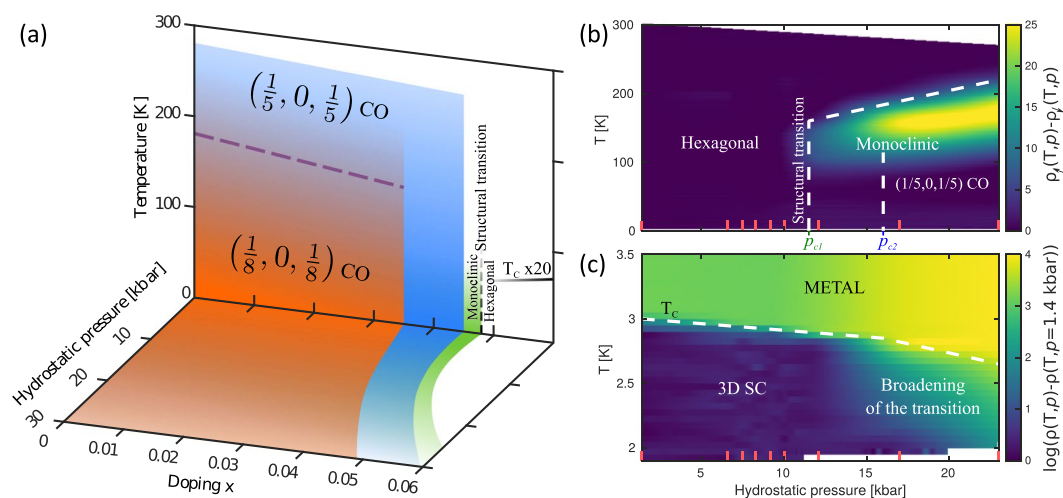 (a)
300
200
100
0
Temperature [K]
(1/5, 0, 1/5) CO
(1/8, 0, 1/8) CO
Structural transition
Monoclinic
Hexagonal
T_C x20
Hydrostatic pressure [kbar]
10
20
30
0
0.01
0.02
0.03
0.04
0.05
0.06
Doping x
(b)
300
200
100
0
T [K]
Hexagonal
Structural transition
Monoclinic
(1/5,0,1/5) CO
p_c1
p_c2
25
20
15
10
5
0
(c)
3.5
3
2.5
2
T [K]
METAL
T_C
3D SC
Broadening
of the transition
5
10
15
20
Hydrostatic pressure [kbar]
4
3
2
1
0
log(ρ(T,p)-ρ(T,p=1.4 kbar)